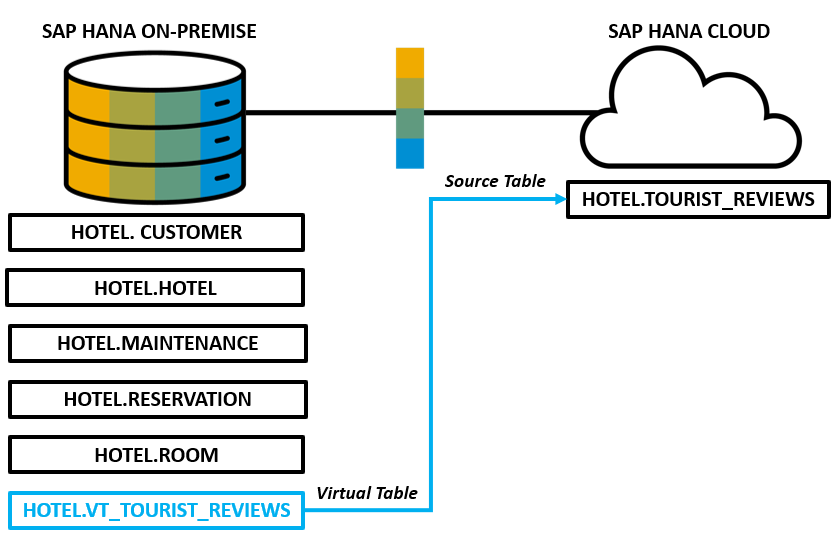 SAP HANA ON-PREMISE
SAP HANA CLOUD
Source Table
HOTEL.TOURIST_REVIEWS
HOTEL. CUSTOMER
HOTEL.HOTEL
HOTEL.MAINTENANCE
HOTEL.RESERVATION
HOTEL.ROOM
HOTEL.VT_TOURIST_REVIEWS
Virtual Table